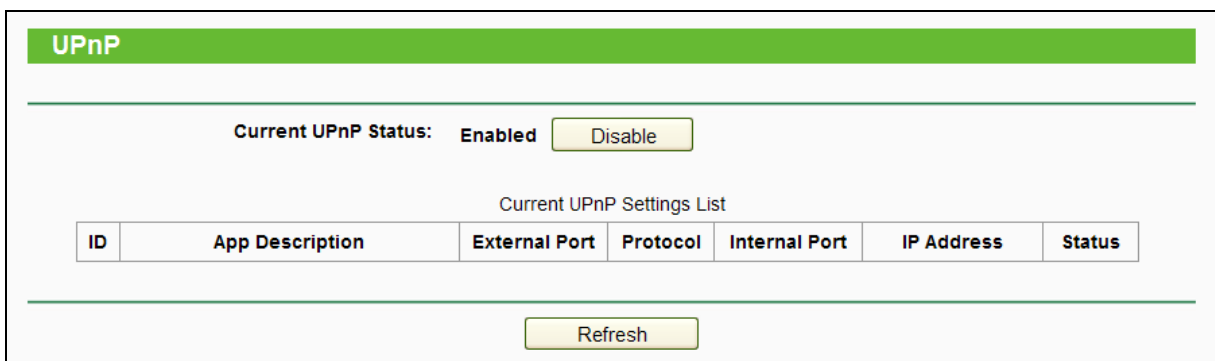 UPnP
Current UPnP Status: Enabled Disable
Current UPnP Settings List
ID App Description External Port Protocol Internal Port IP Address Status
Refresh